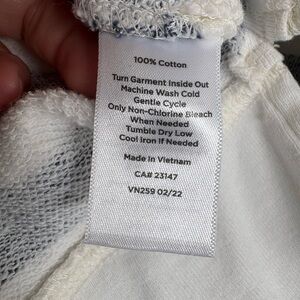 100% Cotton
Turn Garment Inside Out
Machine Wash Cold
Gentle Cycle
Only Non-Chlorine Bleach
When Needed
Tumble Dry Low
Cool Iron If Needed
Made in Vietnam
CA# 23147
VN259 02/22